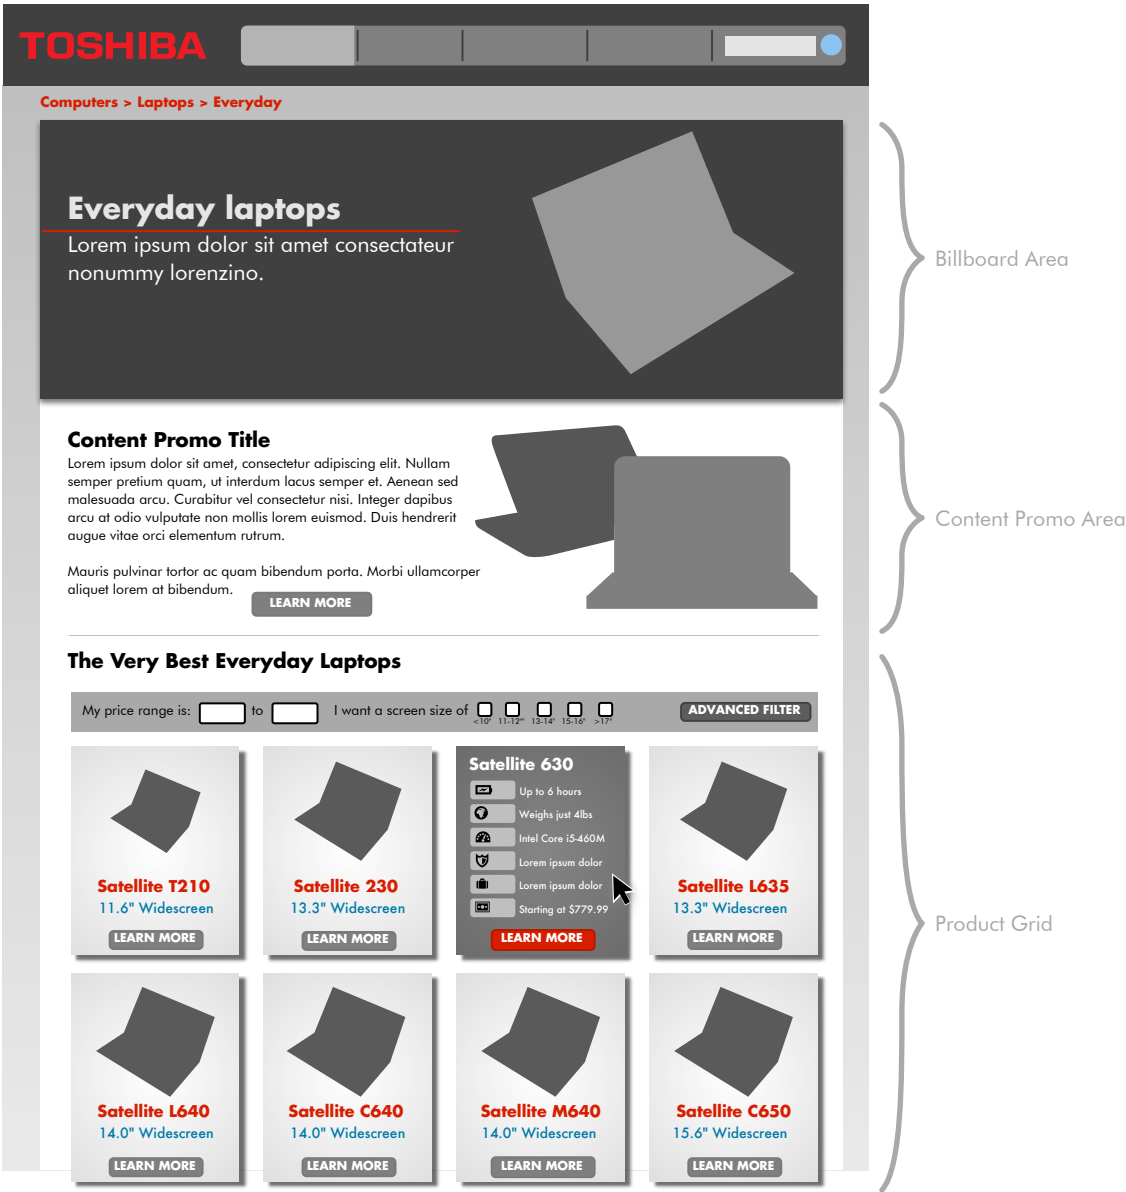 TOSHIBA
Computers > Laptops > Everyday
Everyday laptops
Lorem ipsum dolor sit amet consectateur
nonummy lorenzino.
Billboard Area
Content Promo Title
Lorem ipsum dolor sit amet, consectetur adipiscing elit. Nullam
semper pretium quam, ut interdum lacus semper et. Aenean sed
malesuada arcu. Curabitur vel consectetur nisi. Integer dapibus
arcu at odio vulputate non mollis lorem euismod. Duis hendrerit
augue vitae orci elementum rutrum.
Mauris pulvinar tortor ac quam bibendum porta. Morbi ullamcorper
aliquet lorem at bibendum.
LEARN MORE
Content Promo Area
The Very Best Everyday Laptops
My price range is: to I want a screen size of
<10" 11-12"" 13-14" 15-16" >17"
ADVANCED FILTER
Satellite T210
11.6" Widescreen
LEARN MORE
Satellite 230
13.3" Widescreen
LEARN MORE
Satellite 630
Up to 6 hours
Weighs just 4lbs
Intel Core i5-460M
Lorem ipsum dolor
Lorem ipsum dolor
Starting at $779.99
LEARN MORE
Satellite L635
13.3" Widescreen
LEARN MORE
Product Grid
Satellite L640
14.0" Widescreen
LEARN MORE
Satellite C640
14.0" Widescreen
LEARN MORE
Satellite M640
14.0" Widescreen
LEARN MORE
Satellite C650
15.6" Widescreen
LEARN MORE